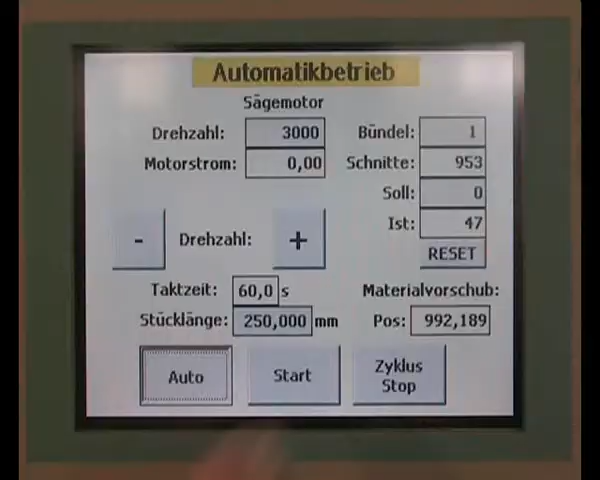 Automatikbetrieb
Sägemotor
Drehzahl: 3000
Motorstrom: 0,00
Bündel: 1
Schnitte: 953
Soll: 0
Ist: 47
RESET
- Drehzahl: +
Taktzeit: 60,0 s
Stücklänge: 250,000 mm
Materialvorschub:
Pos: 992,189
Auto
Start
Zyklus
Stop